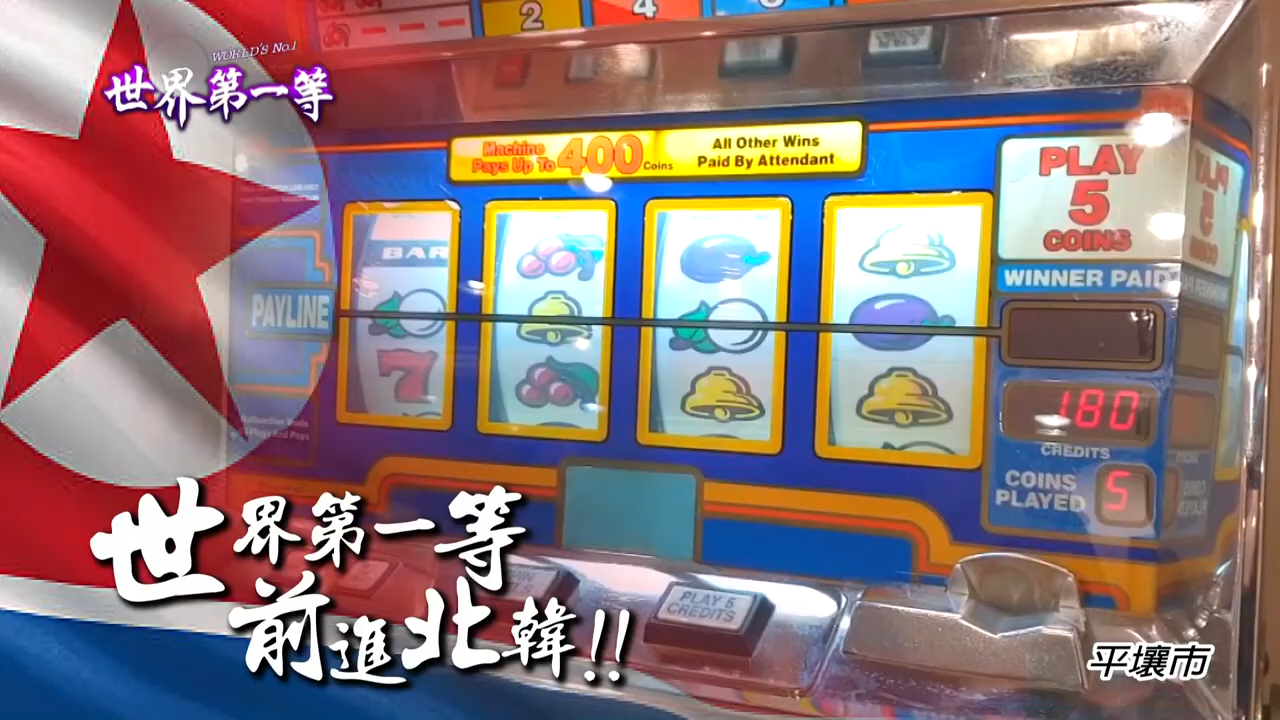 2
4
WORLD'S No.1
世界第一等
Machine
Pays Up To 400 Coins
All Other Wins
Paid By Attendant
PLAY
5
COINS
BAR
PAYLINE
7
WINNER PAID
180
CREDITS
COINS
PLAYED
5
PLAY 5
CREDITS
世界第一等
前進北韓!!
平壤市